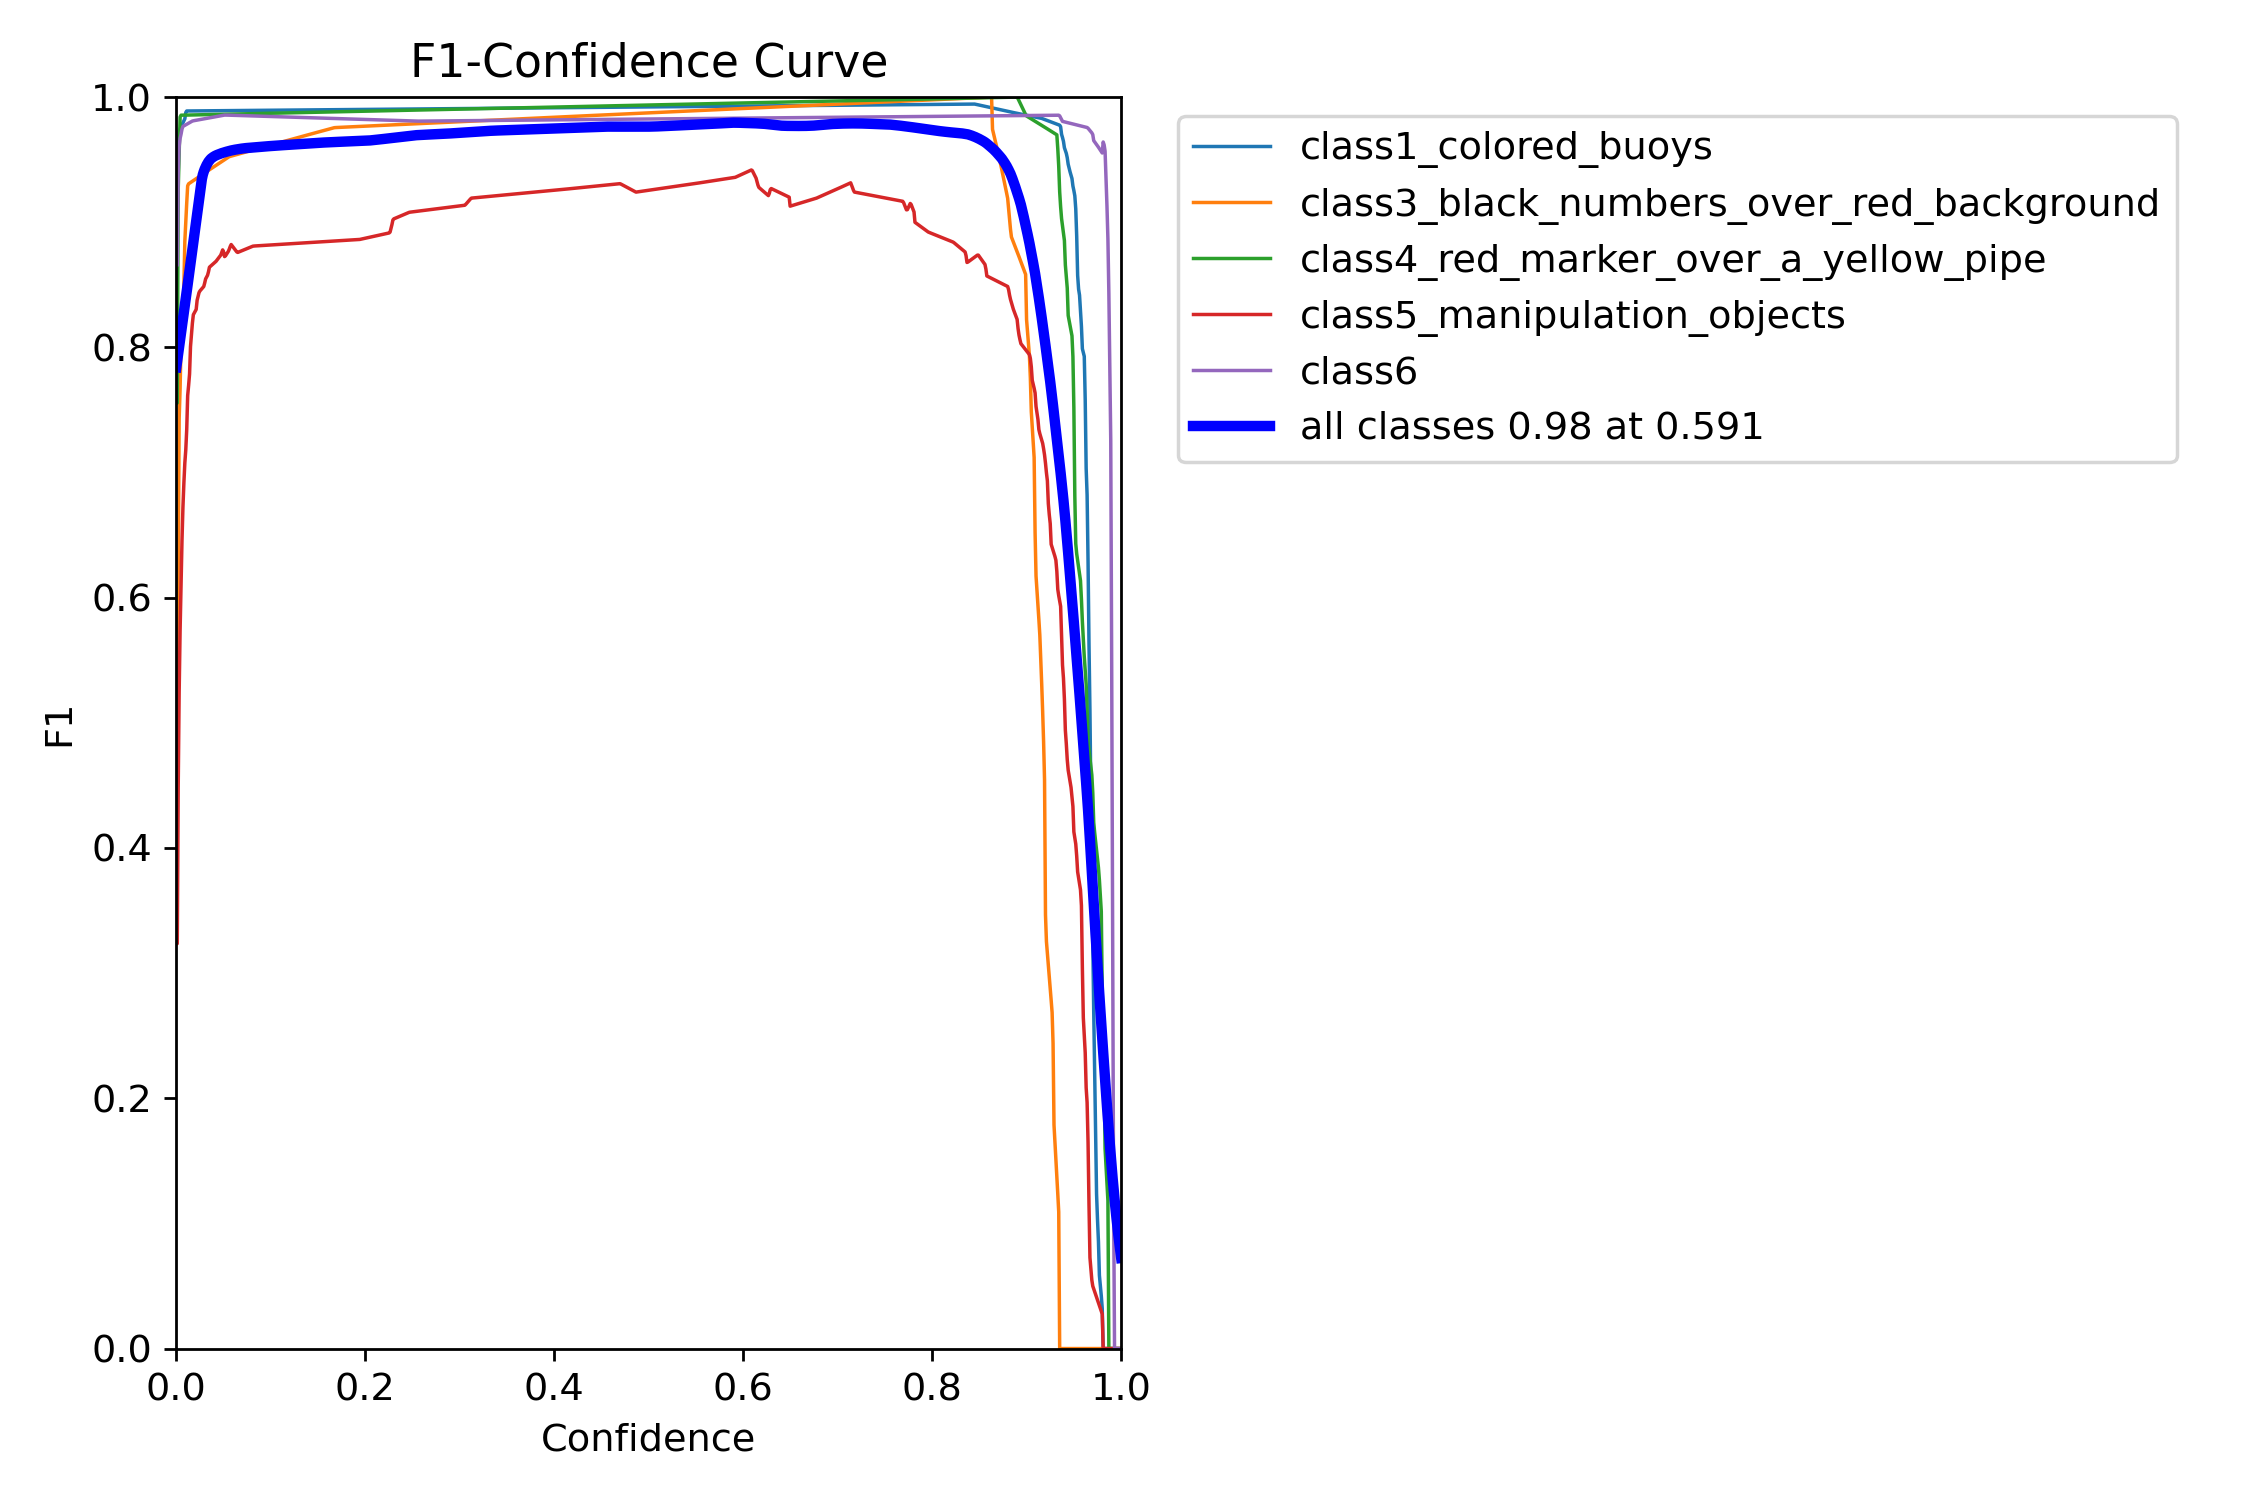 F1-Confidence Curve
1.0
0.8
0.6
0.4
0.2
0.0
F1
0.0 0.2 0.4 0.6 0.8 1.0
Confidence
class1_colored_buoys
class3_black_numbers_over_red_background
class4_red_marker_over_a_yellow_pipe
class5_manipulation_objects
class6
all classes 0.98 at 0.591